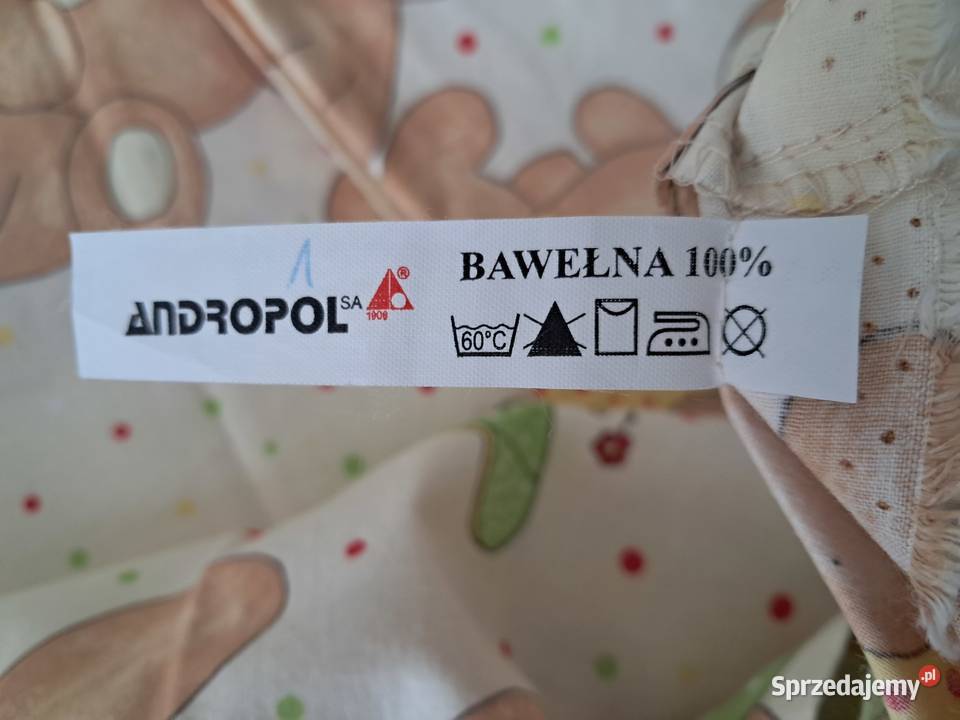 1
ANDROPOL SA ®
1909
BAWEŁNA 100%
60°C
Sprzedajemy.pl